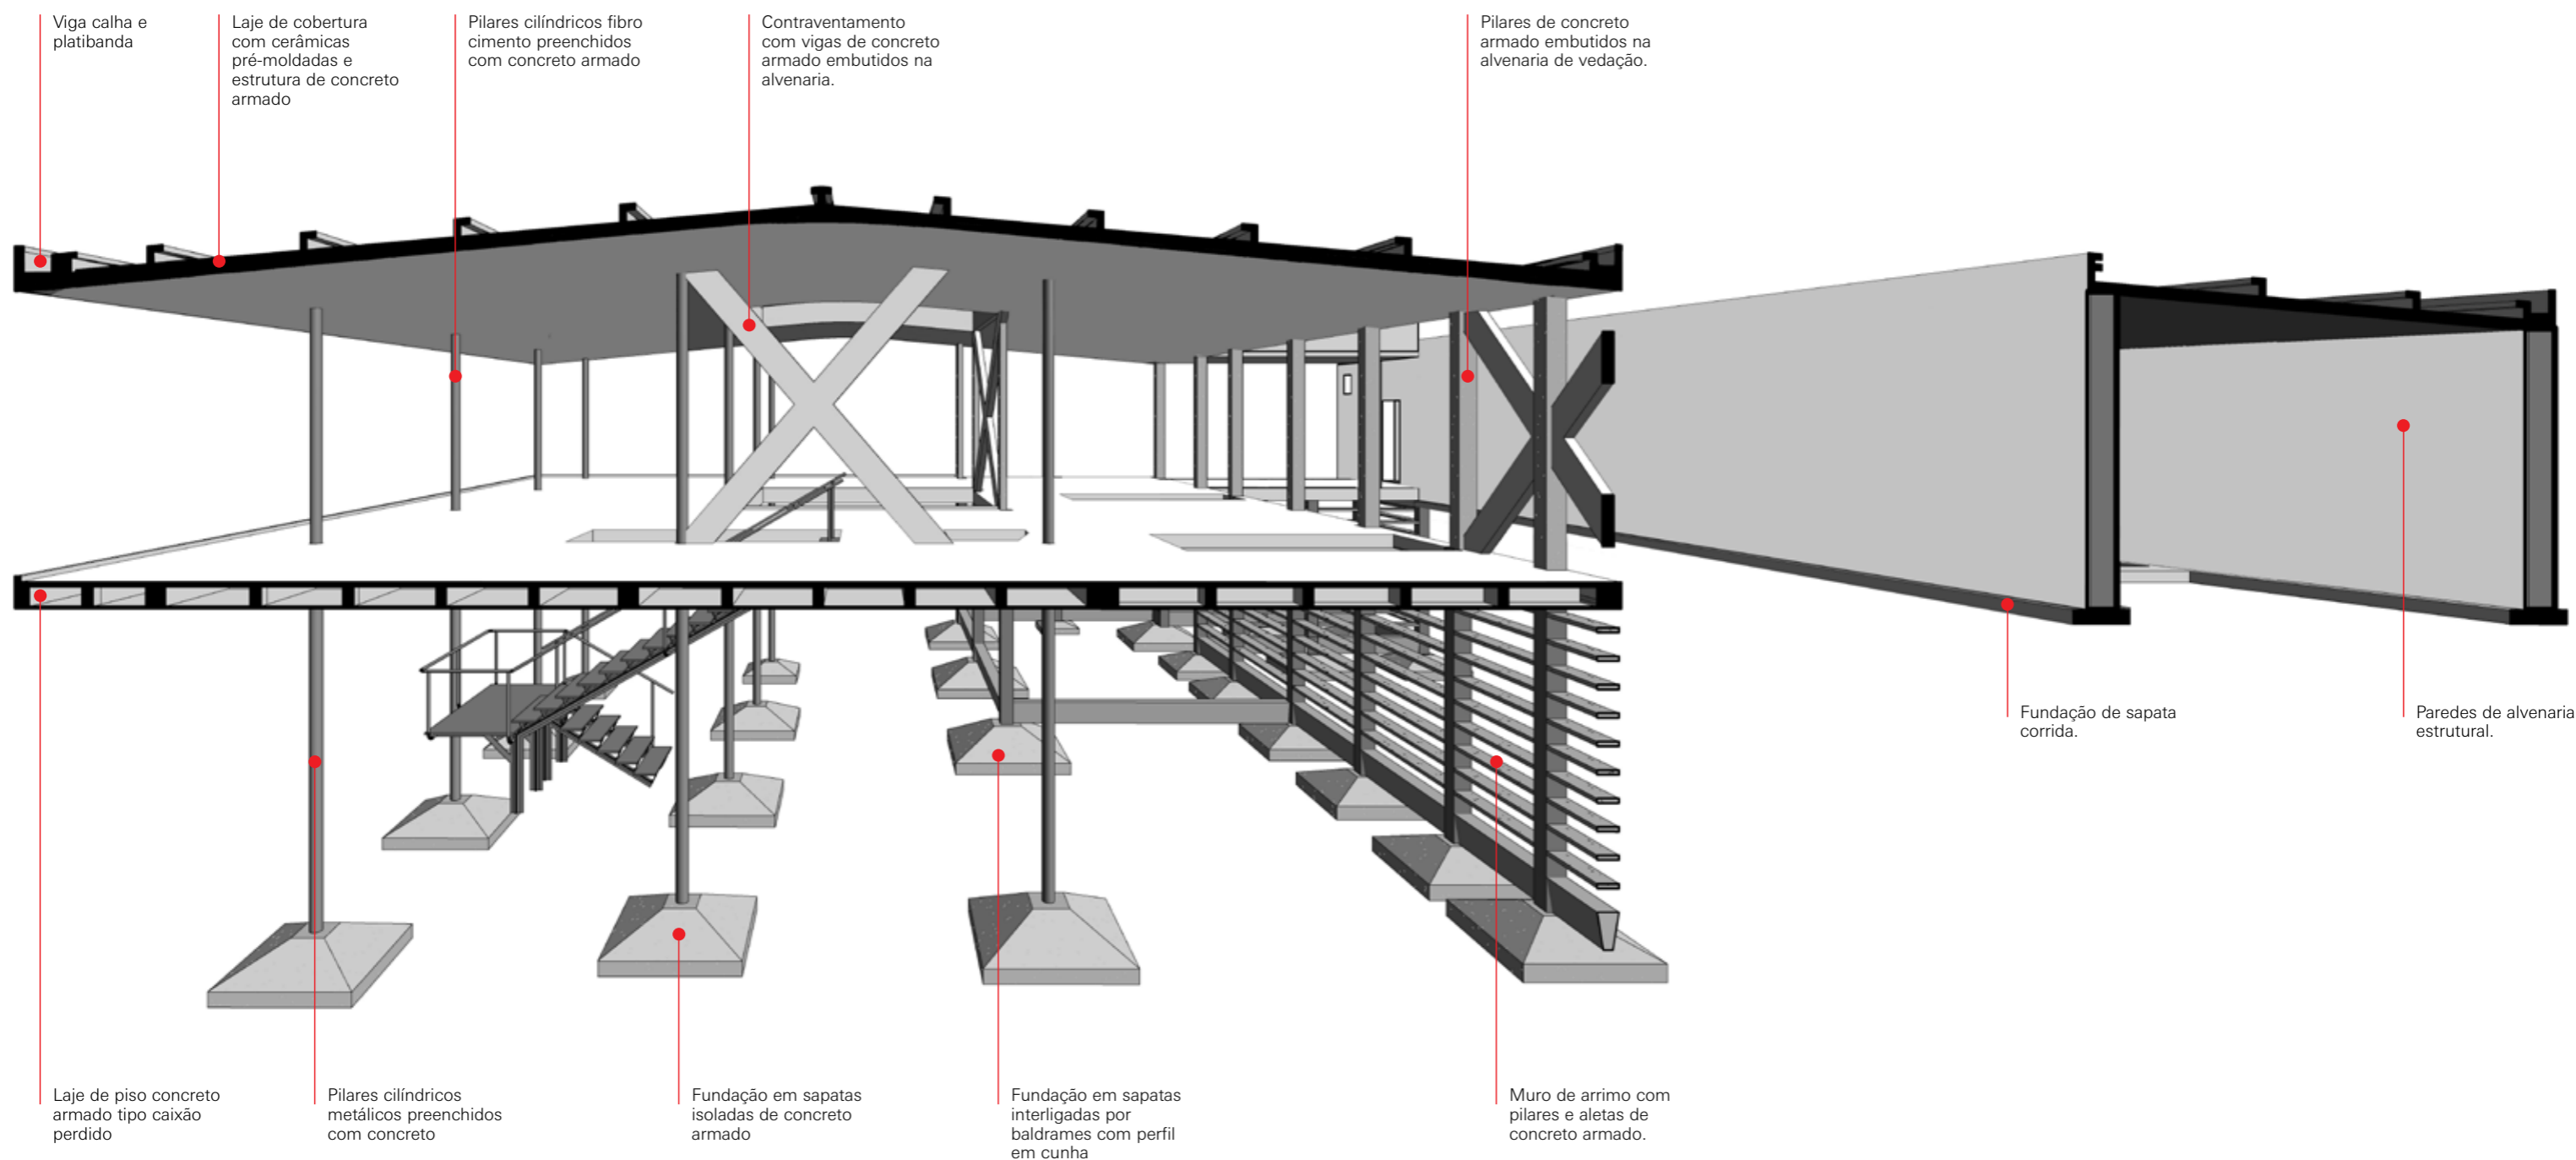 Viga calha e
platibanda
Laje de cobertura
com cerâmicas
pré-moldadas e
estrutura de concreto
armado
Pilares cilíndricos fibro
cimento preenchidos
com concreto armado
Contraventamento
com vigas de concreto
armado embutidos na
alvenaria.
Pilares de concreto
armado embutidos na
alvenaria de vedação.
Fundação de sapata
corrida.
Paredes de alvenaria
estrutural.
Laje de piso concreto
armado tipo caixão
perdido
Pilares cilíndricos
metálicos preenchidos
com concreto
Fundação em sapatas
isoladas de concreto
armado
Fundação em sapatas
interligadas por
baldrames com perfil
em cunha
Muro de arrimo com
pilares e aletas de
concreto armado.